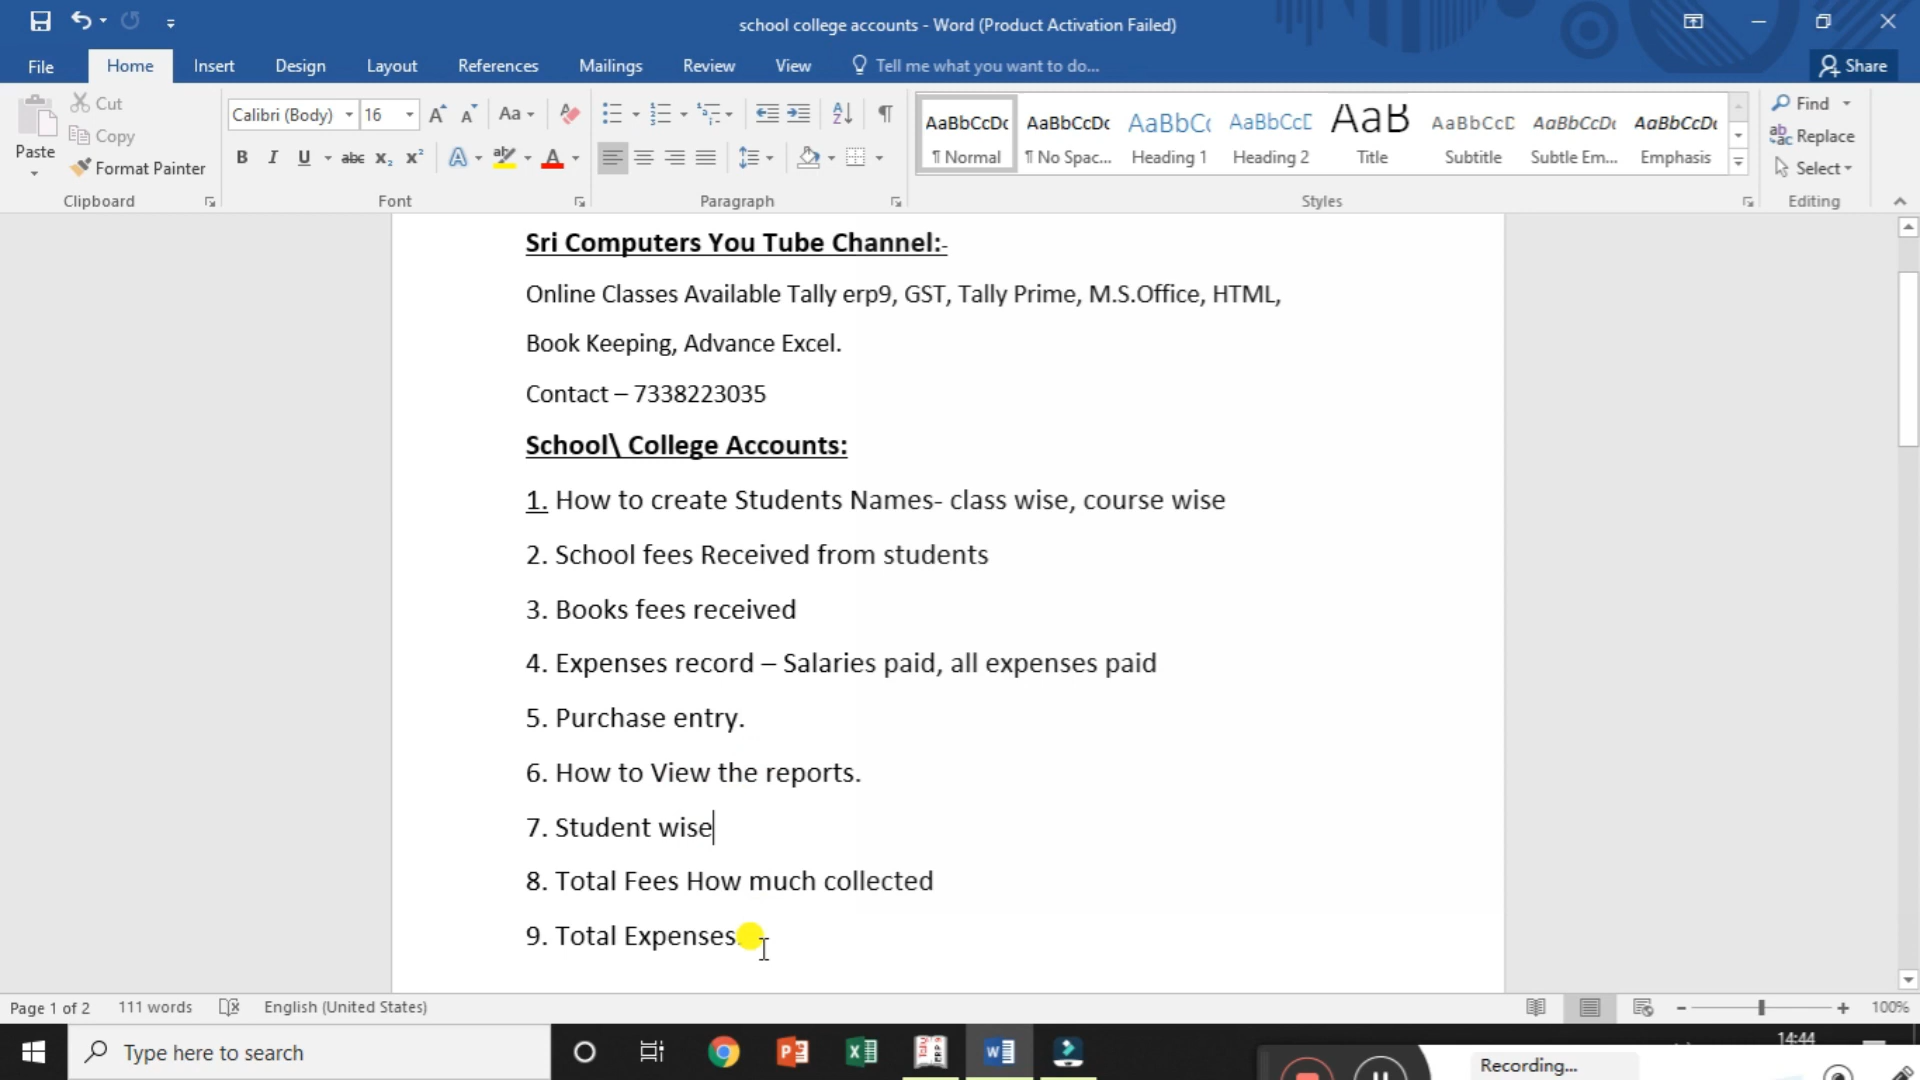 school college accounts - Word (Product Activation Failed)
File Home Insert Design Layout References Mailings Review View Tell me what you want to do... Share
Paste
Cut
Copy
Format Painter
Clipboard
Calibri (Body) 16
Font
Paragraph
AaBbCcDc AaBbCcDc AaBbC AaBbCcD AaB AaBbCcD AaBbCcDc AaBbCcDc
¶ Normal ¶ No Spac... Heading 1 Heading 2 Title Subtitle Subtle Em... Emphasis
Styles
Find
Replace
Select
Editing
Sri Computers You Tube Channel:-
Online Classes Available Tally erp9, GST, Tally Prime, M.S.Office, HTML,
Book Keeping, Advance Excel.
Contact – 7338223035
School\ College Accounts:
1. How to create Students Names- class wise, course wise
2. School fees Received from students
3. Books fees received
4. Expenses record – Salaries paid, all expenses paid
5. Purchase entry.
6. How to View the reports.
7. Student wise
8. Total Fees How much collected
9. Total Expenses
Page 1 of 2 111 words English (United States) 100%
Type here to search
14:44
Recording...